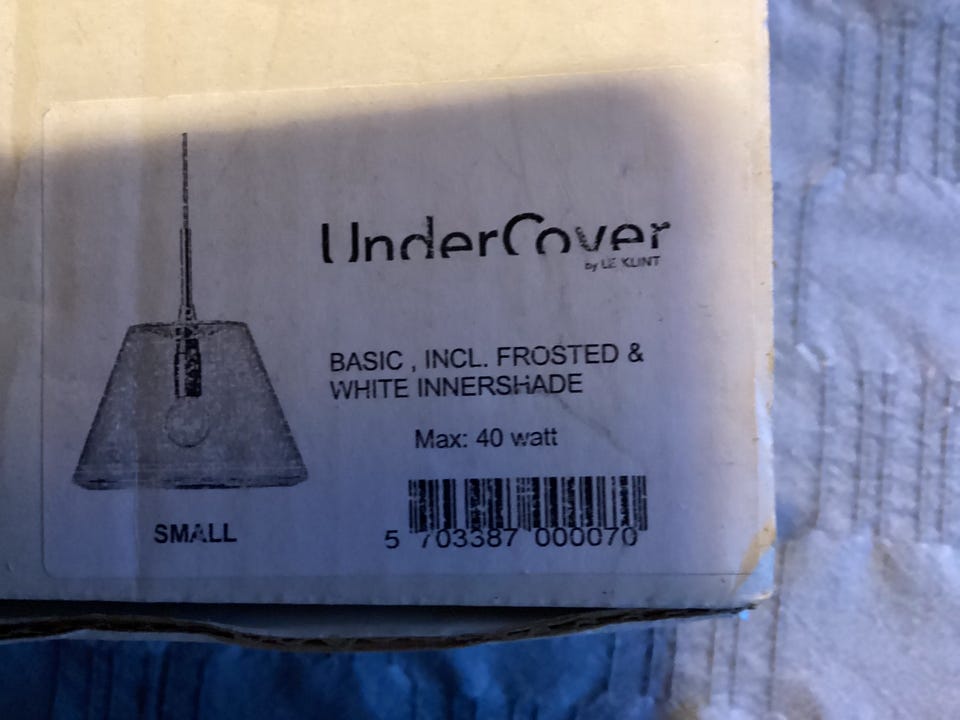 UnderCover
by LE KLINT
BASIC , INCL. FROSTED &
WHITE INNERSHADE
Max: 40 watt
SMALL
5 703387 000070